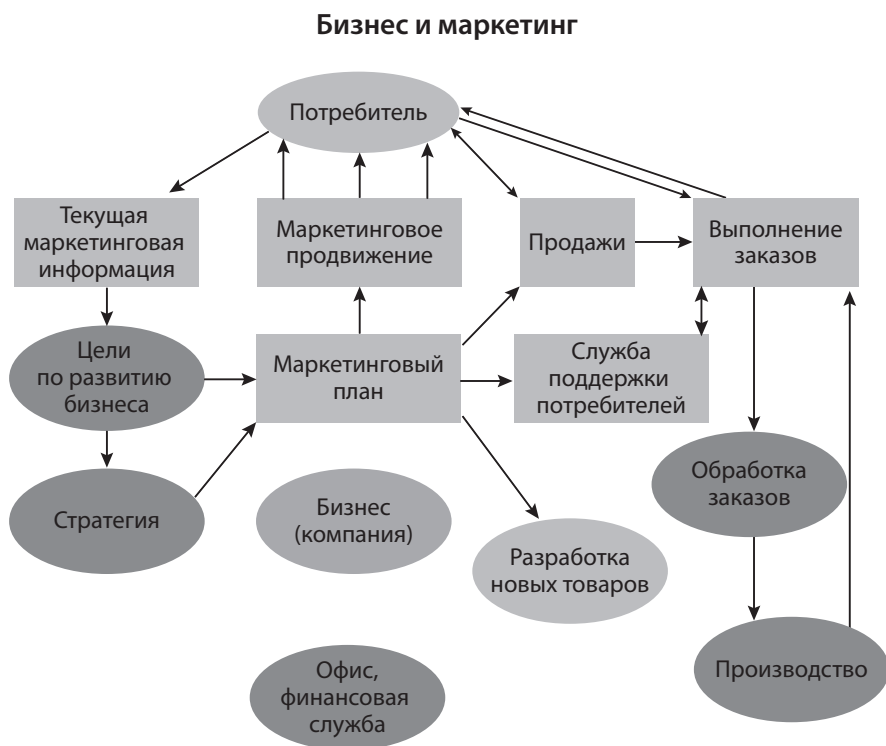 Бизнес и маркетинг
Потребитель
Текущая
маркетинговая
информация
Маркетинговое
продвижение
Продажи
Выполнение
заказов
Цели
по развитию
бизнеса
Маркетинговый
план
Служба
поддержки
потребителей
Стратегия
Бизнес
(компания)
Обработка
заказов
Разработка
новых товаров
Офис,
финансовая
служба
Производство